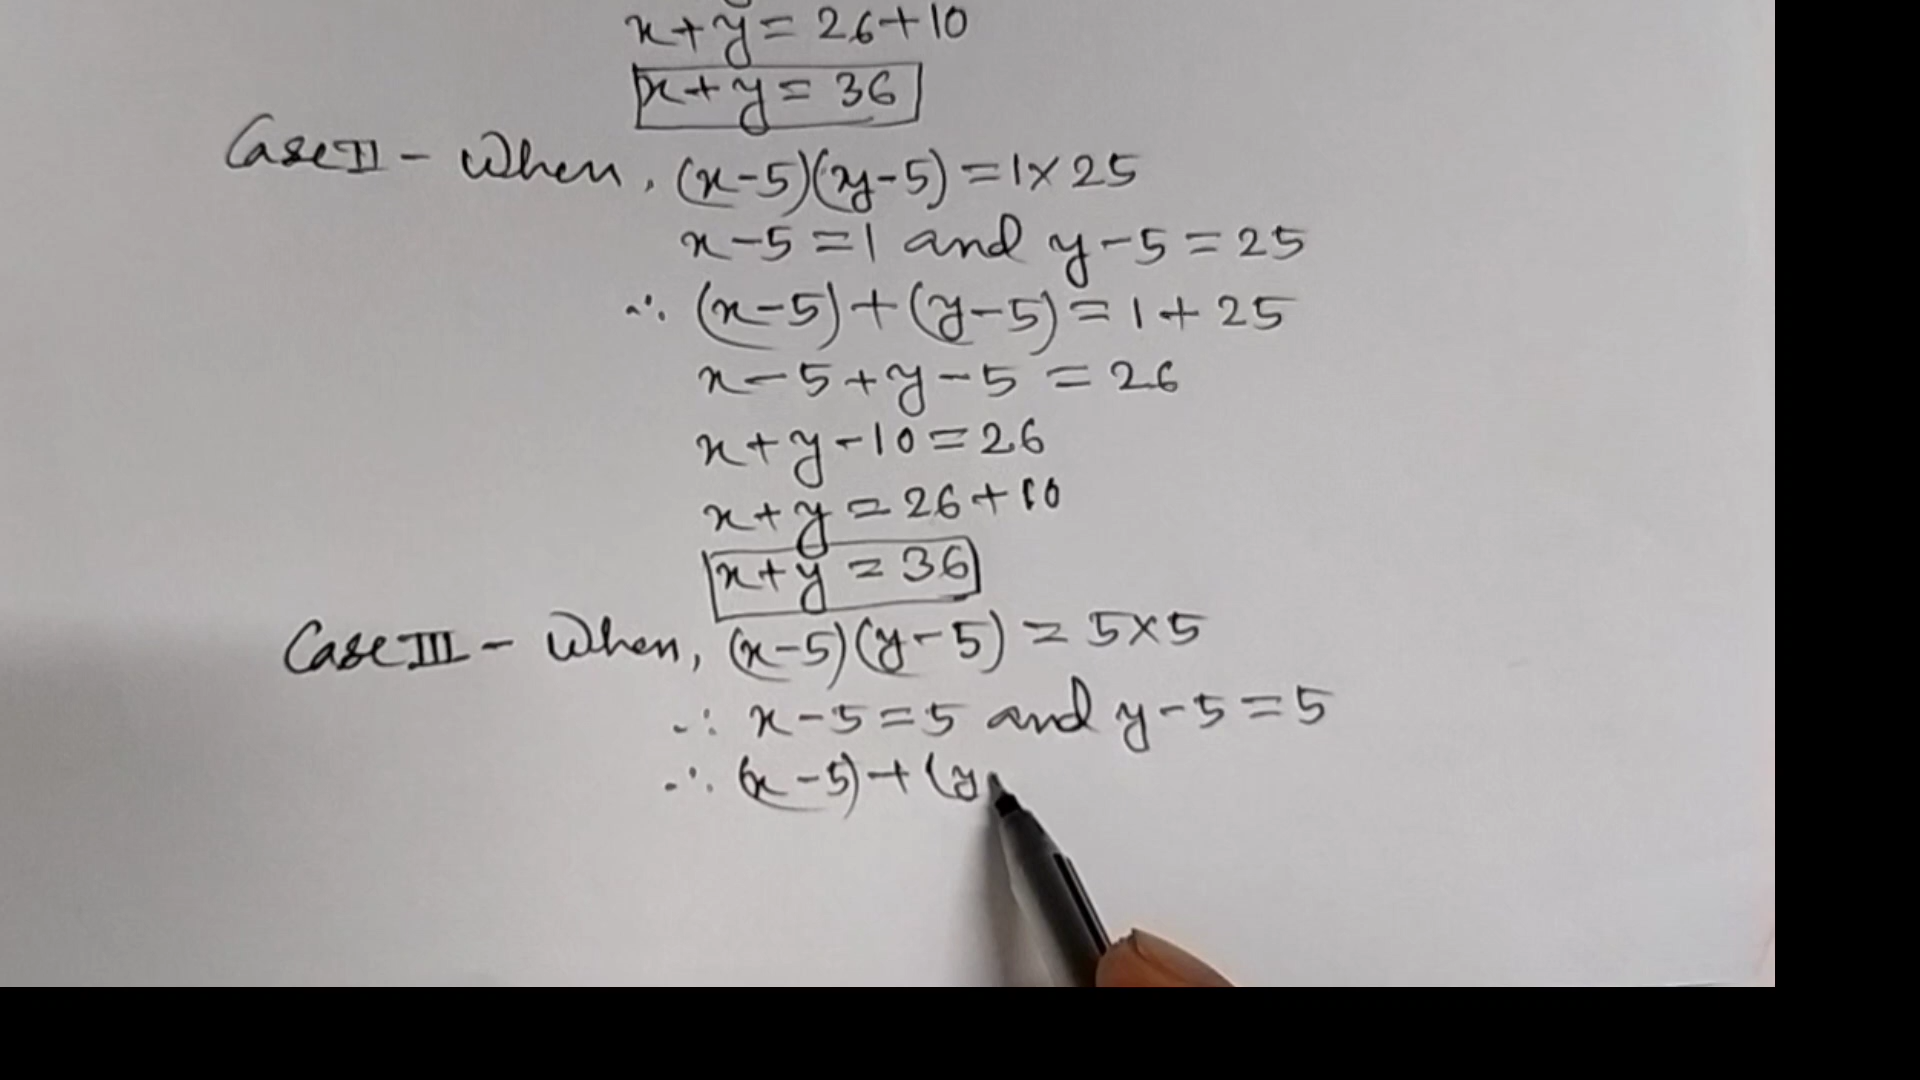 x+y=26+10
x+y=36
Case II - When, (x-5)(y-5)=1×25
x-5=1 and y-5=25
∴ (x-5)+(y-5)=1+25
x-5+y-5=26
x+y-10=26
x+y=26+10
x+y=36
Case III - When, (x-5)(y-5)=5×5
∴ x-5=5 and y-5=5
∴ (x-5)+(y